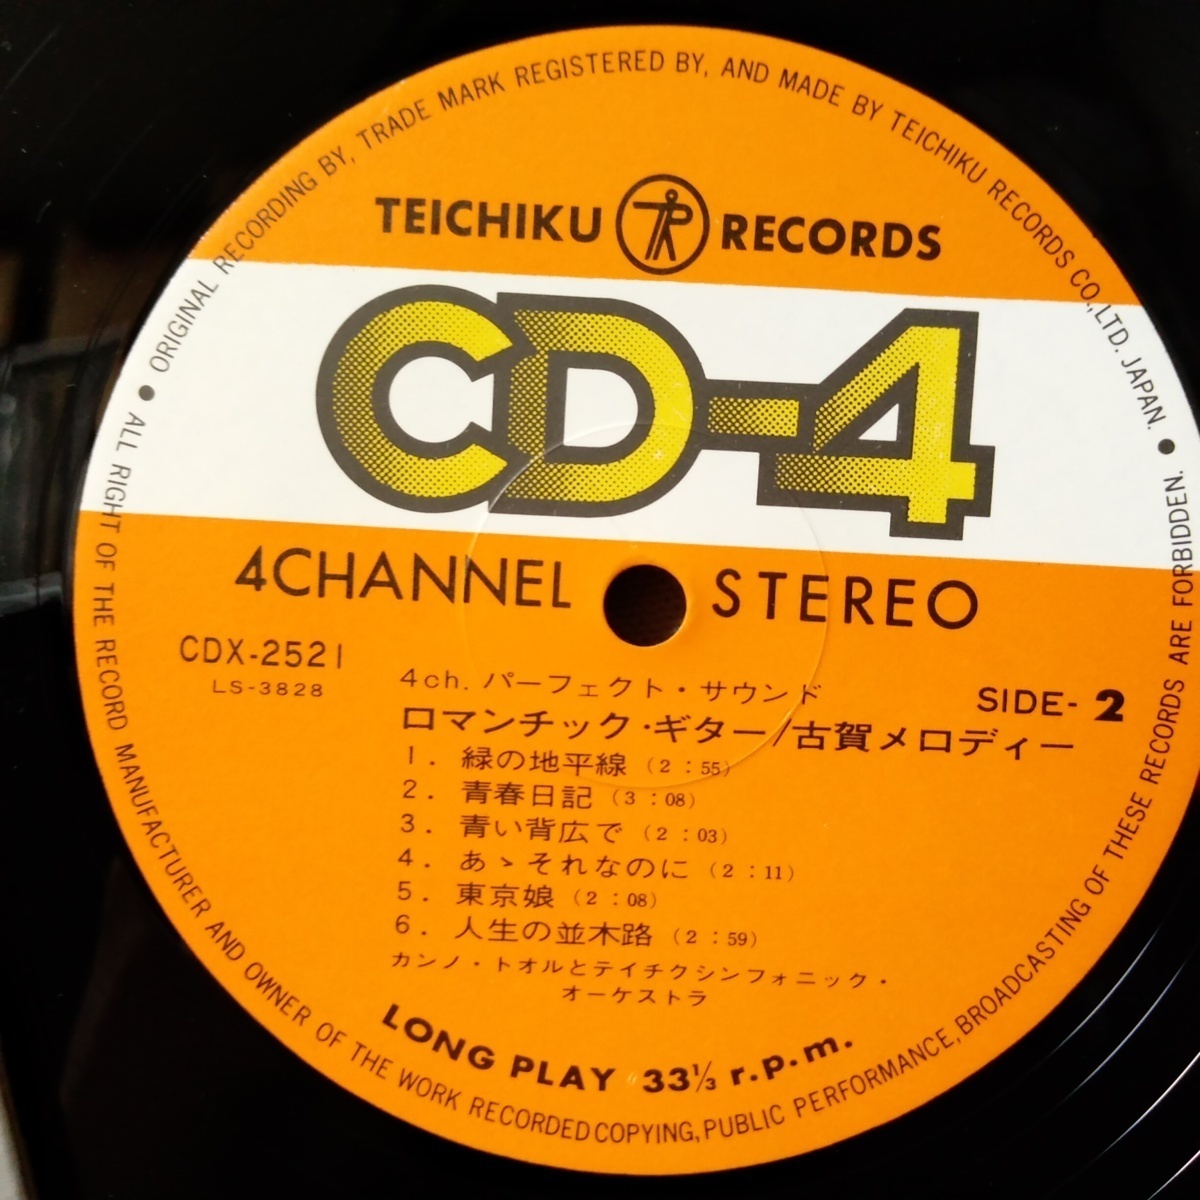 ORIGINAL RECORDING BY, TRADE MARK REGISTERED BY, AND MADE BY TEICHIKU RECORDS CO.,LTD. JAPAN.
TEICHIKU RECORDS
CD-4
4CHANNEL STEREO
CDX-2521
LS-3828
SIDE-2
4ch. パーフェクト・サウンド
ロマンチック・ギター/古賀メロディー
1. 緑の地平線 (2:55)
2. 青春日記 (3:08)
3. 青い背広で (2:03)
4. あゝそれなのに (2:11)
5. 東京娘 (2:08)
6. 人生の並木路 (2:59)
カンノ・トオルとテイチクシンフォニック・
オーケストラ
LONG PLAY 33⅓ r.p.m.
ALL RIGHT OF THE RECORD MANUFACTURER AND OWNER OF THE WORK RECORDED COPYING, PUBLIC PERFORMANCE, BROADCASTING OF THESE RECORDS ARE FORBIDDEN.